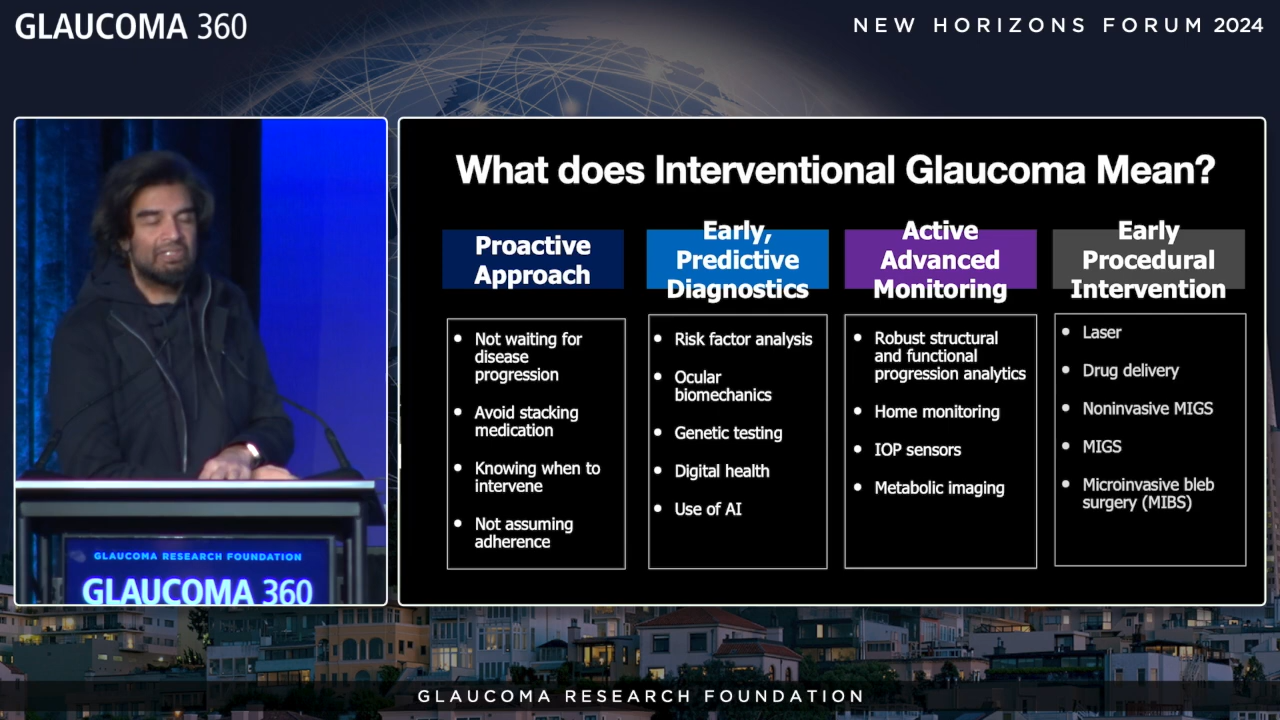 GLAUCOMA 360
NEW HORIZONS FORUM 2024
What does Interventional Glaucoma Mean?
Proactive
Approach
• Not waiting for
disease
progression
• Avoid stacking
medication
• Knowing when to
intervene
• Not assuming
adherence
Early,
Predictive
Diagnostics
• Risk factor analysis
• Ocular
biomechanics
• Genetic testing
• Digital health
• Use of AI
Active
Advanced
Monitoring
• Robust structural
and functional
progression analytics
• Home monitoring
• IOP sensors
• Metabolic imaging
Early
Procedural
Intervention
• Laser
• Drug delivery
• Noninvasive MIGS
• MIGS
• Microinvasive bleb
surgery (MIBS)
GLAUCOMA RESEARCH FOUNDATION
GLAUCOMA 360
GLAUCOMA RESEARCH FOUNDATION